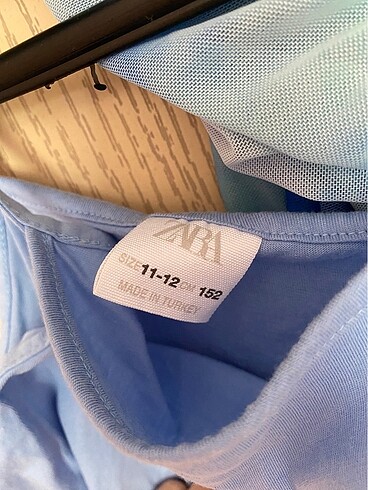 ZARA
SIZE 11-12 CM 152
MADE IN TURKEY